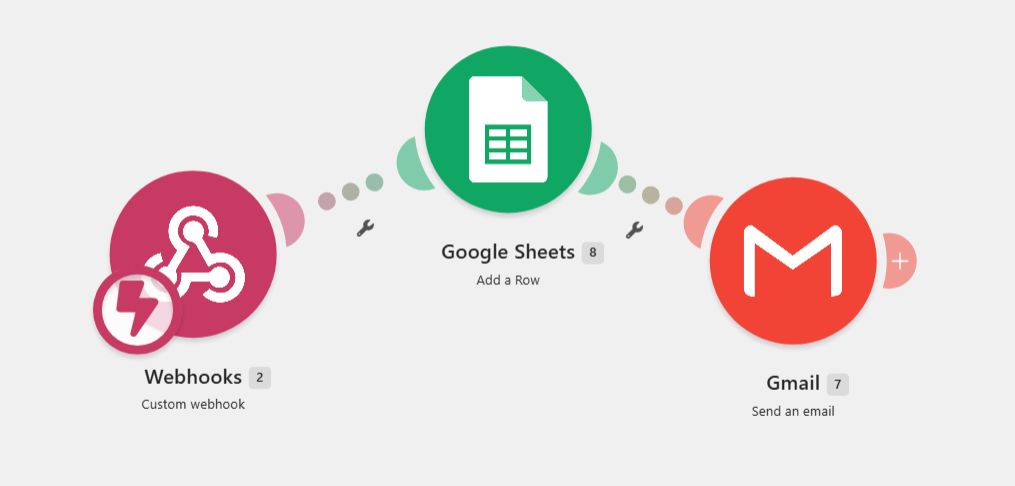 Webhooks 2
Custom webhook
Google Sheets 8
Add a Row
Gmail 7
Send an email